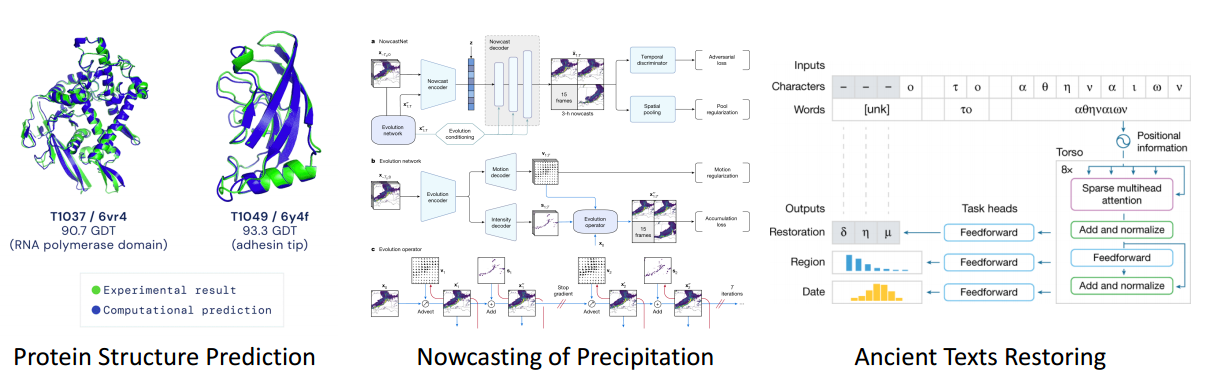 T1037 / 6vr4
90.7 GDT
(RNA polymerase domain)
T1049 / 6y4f
93.3 GDT
(adhesin tip)
Experimental result
Computational prediction
Protein Structure Prediction
a NowcastNet
Nowcast
encoder
z
Nowcast
decoder
15
frames
3-h nowcasts
Temporal
discriminator
Adversarial
loss
Spatial
pooling
Pool
regularization
Evolution
network
Evolution
conditioning
b Evolution network
Evolution
encoder
Motion
decoder
Motion
regularization
Intensity
decoder
Evolution
operator
15
frames
Accumulation
loss
c Evolution operator
Advect
Add
Stop
gradient
Advect
Add
7
iterations
Nowcasting of Precipitation
Inputs
Characters – – – ο τ ο α θ η ν α ι ω ν
Words [unk] το αθηναιων
Positional
information
Torso
8×
Sparse multihead
attention
Add and normalize
Feedforward
Add and normalize
Outputs
Task heads
Restoration δ η μ Feedforward
Region Feedforward
Date Feedforward
Ancient Texts Restoring